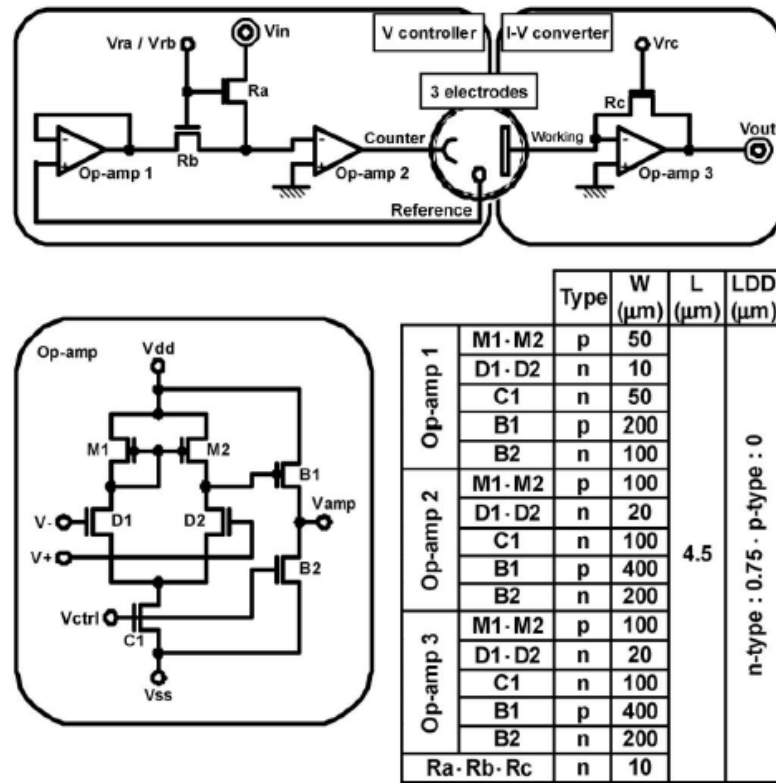 Vra / Vrb
Vin
V controller
I-V converter
Vrc
Ra
3 electrodes
Rc
Rb
Counter
Working
Vout
-
+
Op-amp 1
-
+
Op-amp 2
-
+
Op-amp 3
Reference
Op-amp
Vdd
M1
M2
B1
Vamp
V-
D1
D2
V+
B2
Vctrl
C1
Vss
Type W (µm) L (µm) LDD (µm)
Op-amp 1
M1·M2 p 50
D1·D2 n 10
C1 n 50
B1 p 200
B2 n 100
Op-amp 2
M1·M2 p 100
D1·D2 n 20
C1 n 100
B1 p 400
B2 n 200
Op-amp 3
M1·M2 p 100
D1·D2 n 20
C1 n 100
B1 p 400
B2 n 200
Ra·Rb·Rc n 10
4.5
n-type : 0.75 · p-type : 0